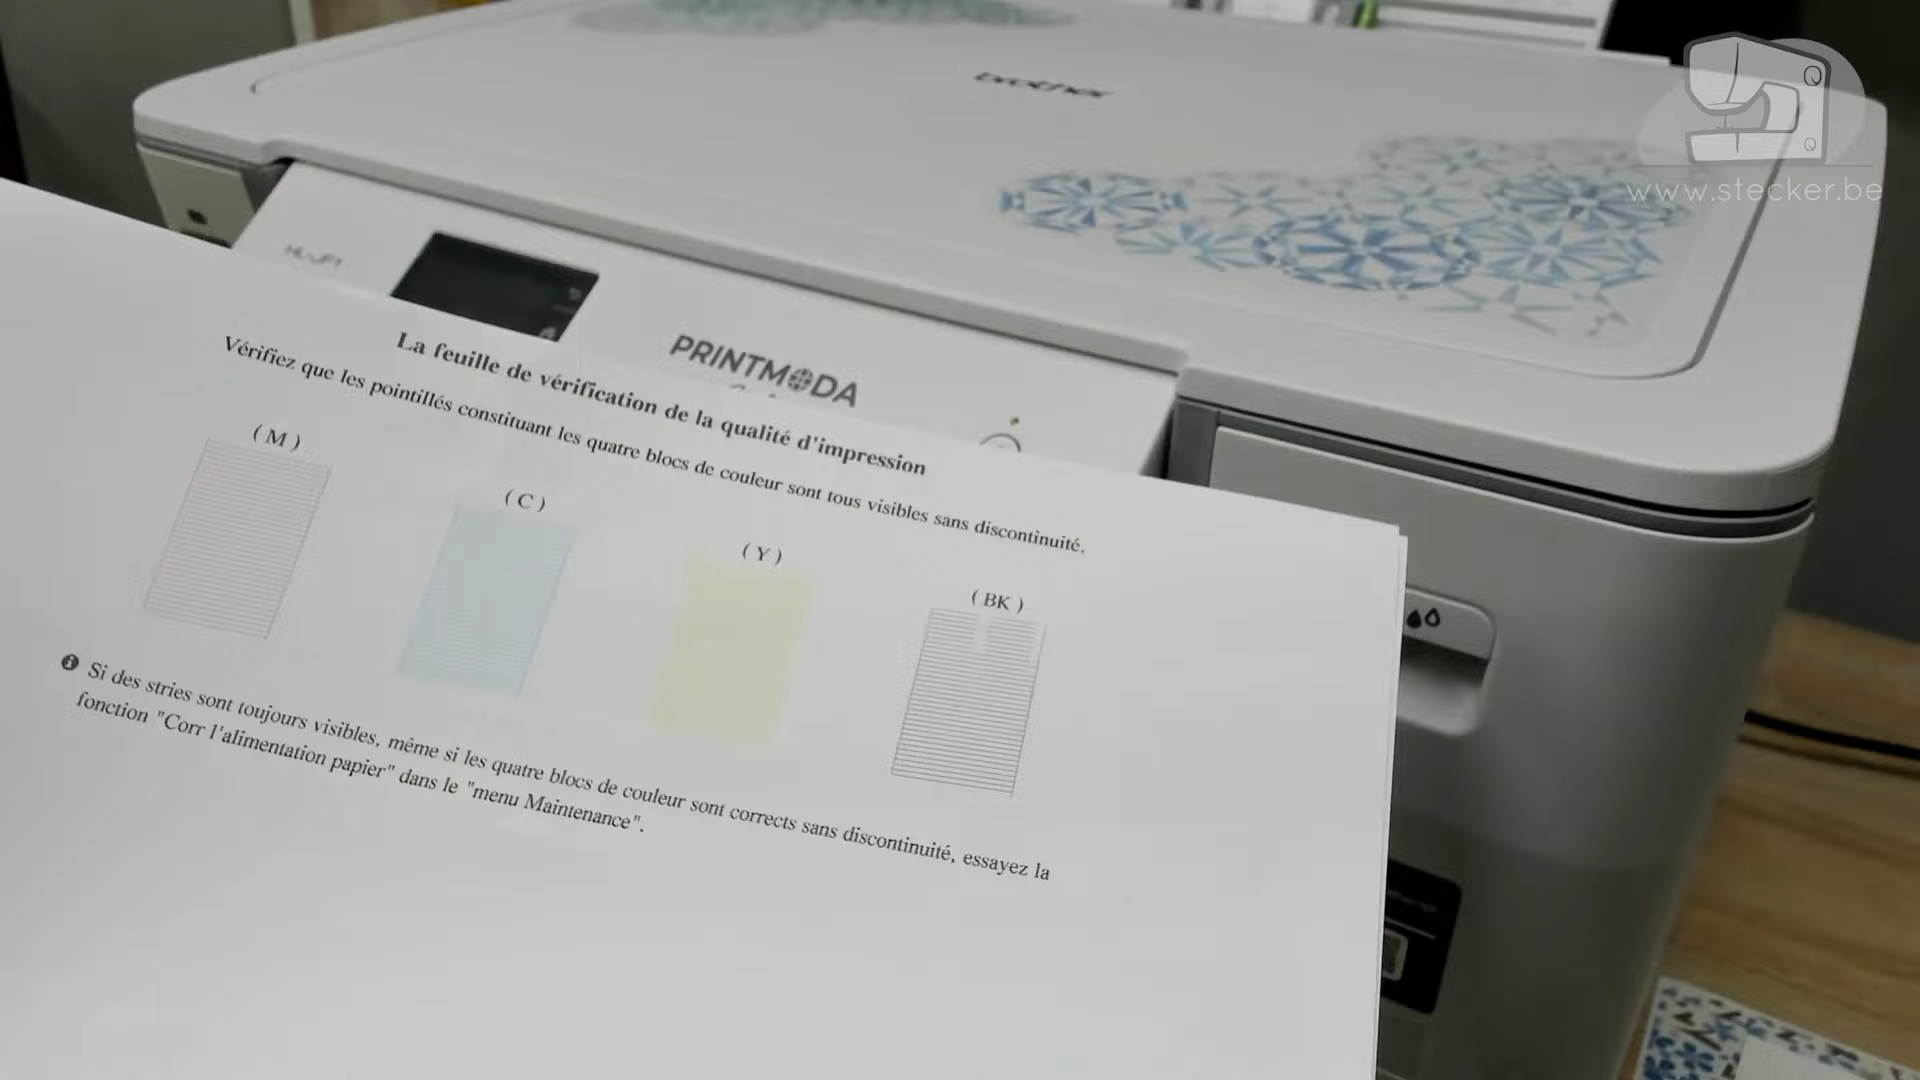 brother
www.stecker.be
PRINTMODA
La feuille de vérification de la qualité d'impression
Vérifiez que les pointillés constituant les quatre blocs de couleur sont tous visibles sans discontinuité.
(M)
(C)
(Y)
(BK)
Si des stries sont toujours visibles, même si les quatre blocs de couleur sont corrects sans discontinuité, essayez la
fonction "Corr l'alimentation papier" dans le "menu Maintenance".